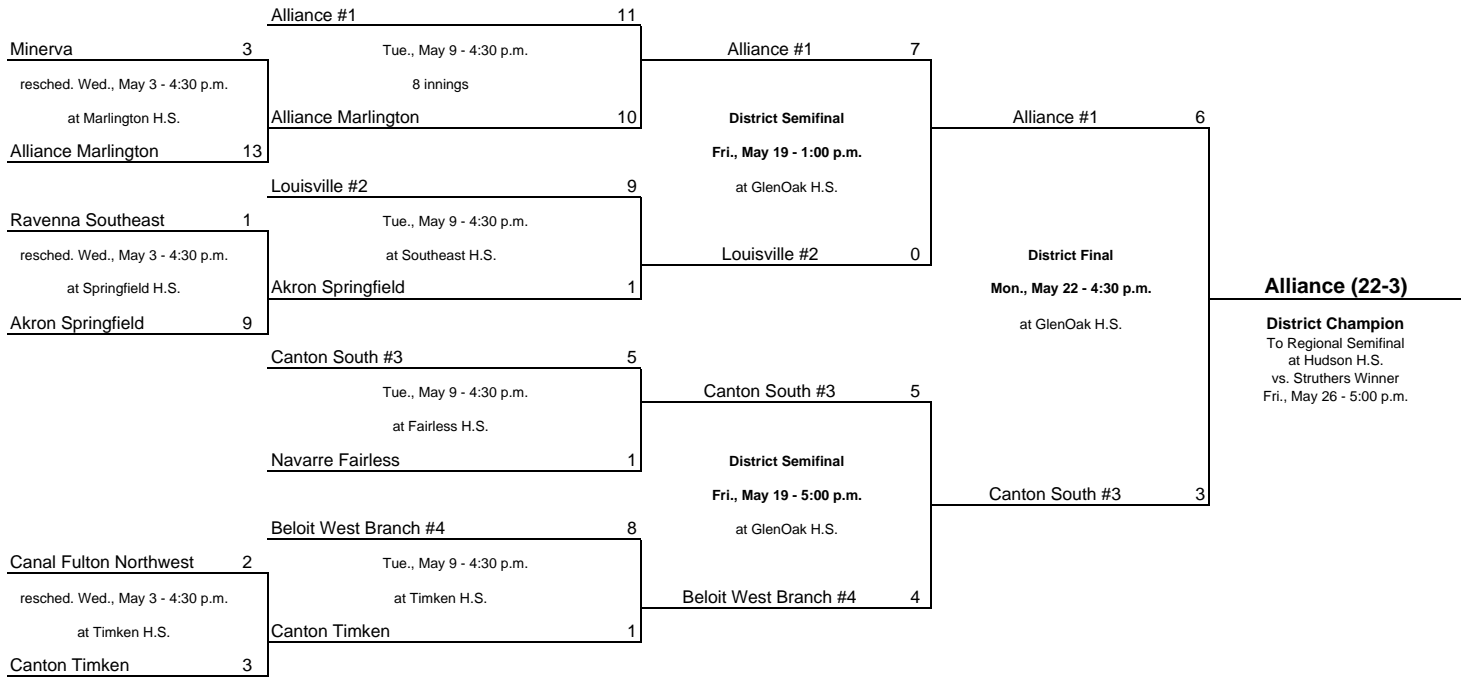 Alliance #1 11
Minerva 3
Tue., May 9 - 4:30 p.m.
Alliance #1 7
resched. Wed., May 3 - 4:30 p.m.
8 innings
at Marlington H.S.
Alliance Marlington 10
District Semifinal
Alliance #1 6
Alliance Marlington 13
Fri., May 19 - 1:00 p.m.
Louisville #2 9
at GlenOak H.S.
Ravenna Southeast 1
Tue., May 9 - 4:30 p.m.
resched. Wed., May 3 - 4:30 p.m.
at Southeast H.S.
Louisville #2 0
District Final
at Springfield H.S.
Akron Springfield 1
Mon., May 22 - 4:30 p.m.
Alliance (22-3)
Akron Springfield 9
at GlenOak H.S.
District Champion
To Regional Semifinal
at Hudson H.S.
vs. Struthers Winner
Fri., May 26 - 5:00 p.m.
Canton South #3 5
Tue., May 9 - 4:30 p.m.
Canton South #3 5
at Fairless H.S.
Navarre Fairless 1
District Semifinal
Fri., May 19 - 5:00 p.m.
Canton South #3 3
Beloit West Branch #4 8
at GlenOak H.S.
Canal Fulton Northwest 2
Tue., May 9 - 4:30 p.m.
resched. Wed., May 3 - 4:30 p.m.
at Timken H.S.
Beloit West Branch #4 4
at Timken H.S.
Canton Timken 1
Canton Timken 3